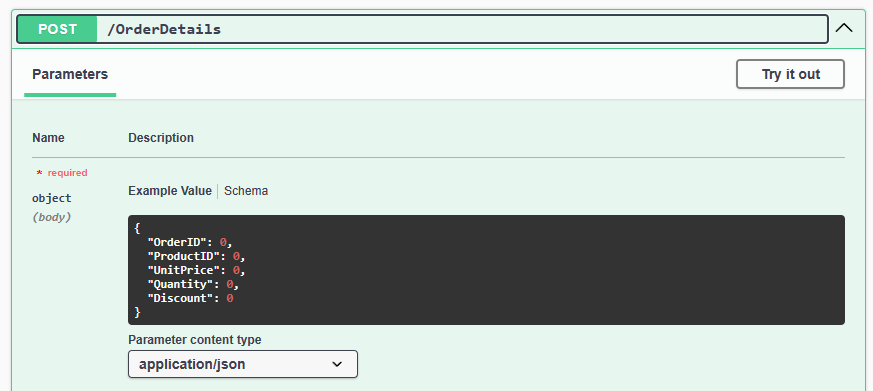 POST /OrderDetails
Parameters Try it out
Name Description
* required
object
(body)
Example Value Schema
{
"OrderID": 0,
"ProductID": 0,
"UnitPrice": 0,
"Quantity": 0,
"Discount": 0
}
Parameter content type
application/json